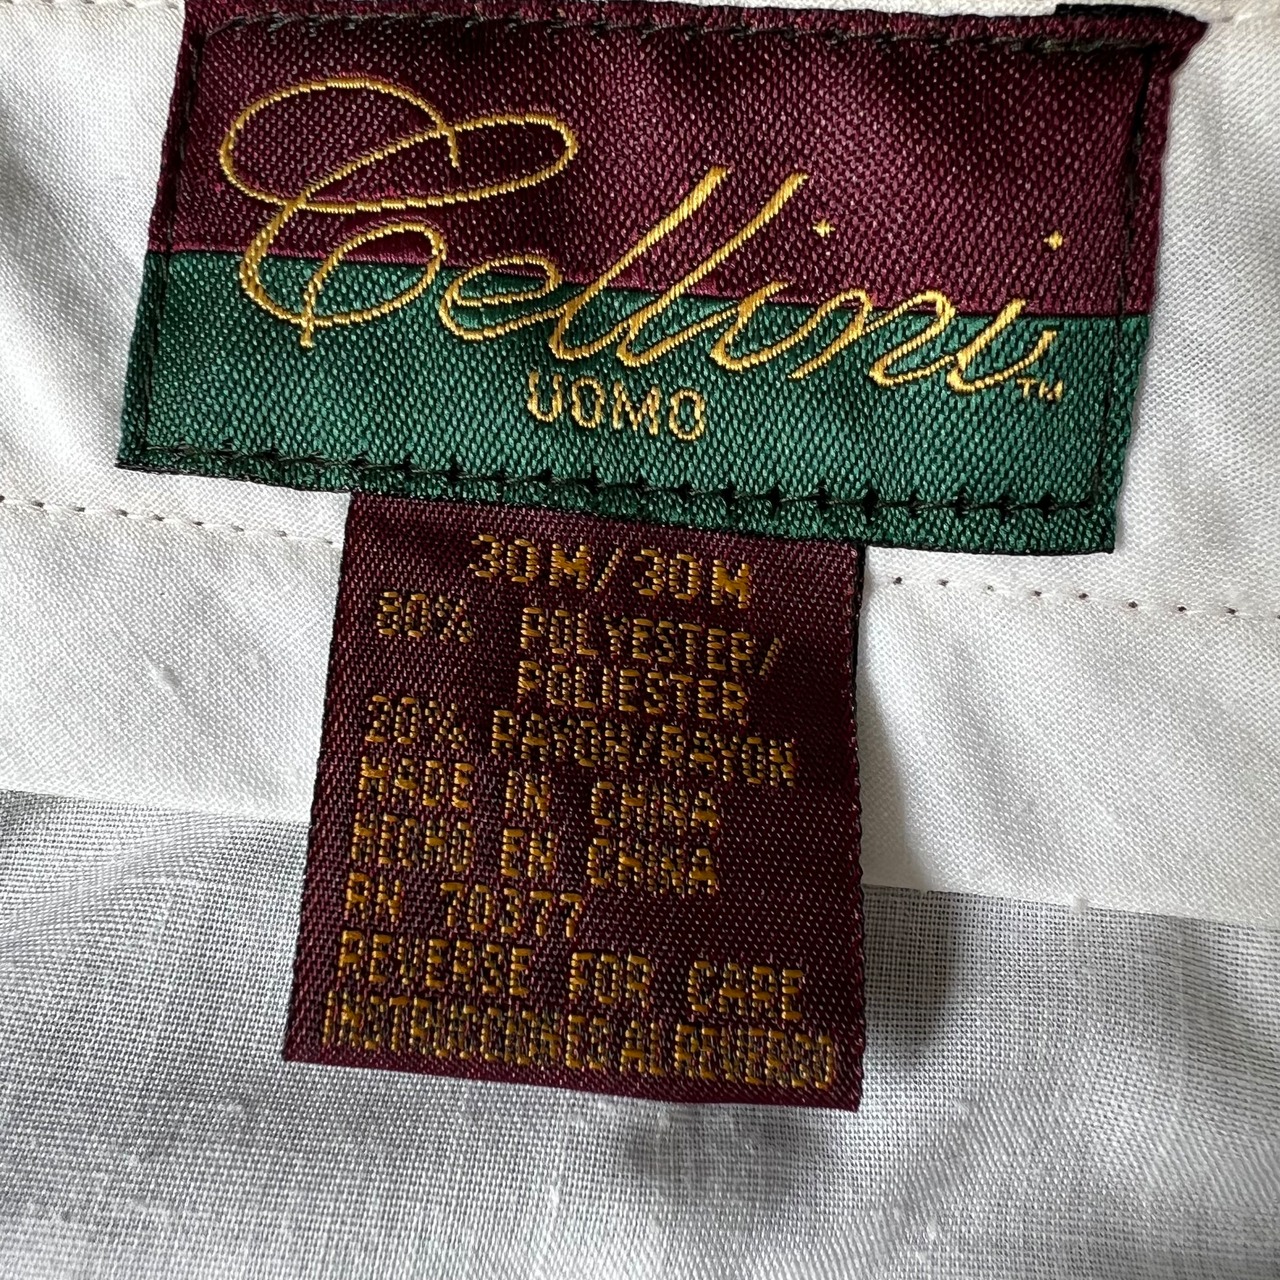 Cellini™
UOMO
30M/30M
80% POLYESTER/
POLIESTER
20% RAYON/RAYON
MADE IN CHINA
HECHO EN CHINA
RN 70377
REVERSE FOR CARE
INSTRUCCIONES AL REVERSO